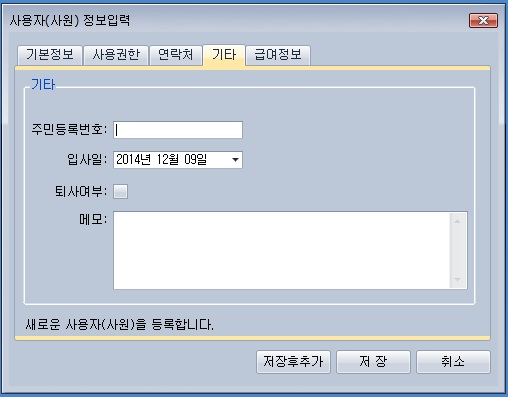 사용자(사원) 정보입력
기본정보 사용권한 연락처 기타 급여정보
기타
주민등록번호:
입사일: 2014년 12월 09일
퇴사여부:
메모:
새로운 사용자(사원)을 등록합니다.
저장후추가 저 장 취소